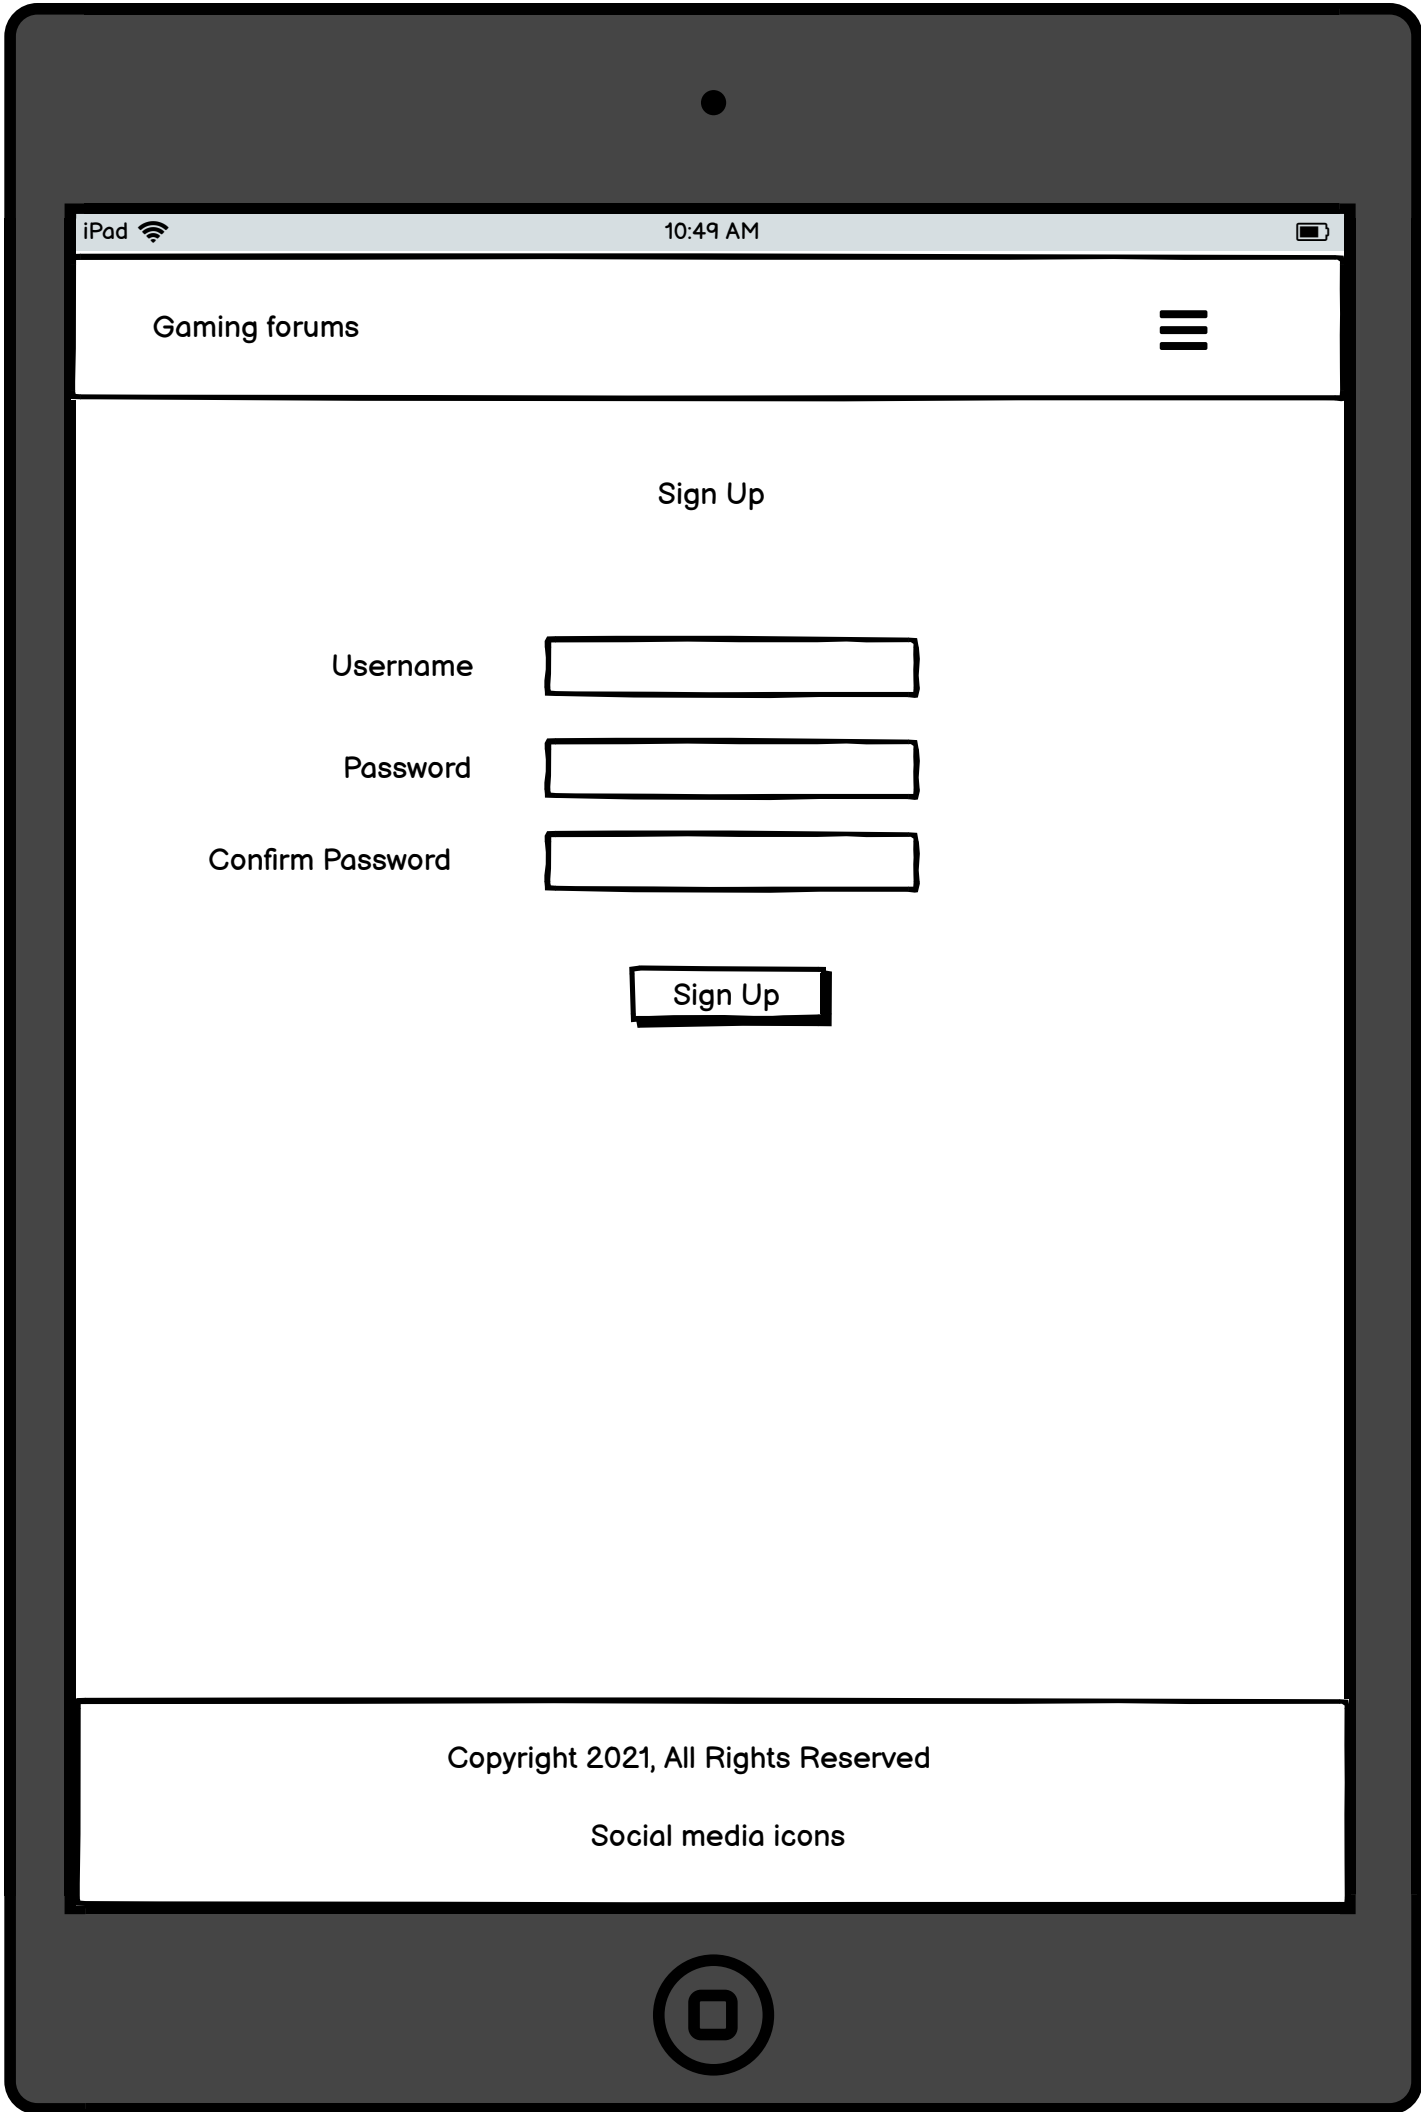 iPad
10:49 AM
Gaming forums
Sign Up
Username
Password
Confirm Password
Sign Up
Copyright 2021, All Rights Reserved
Social media icons